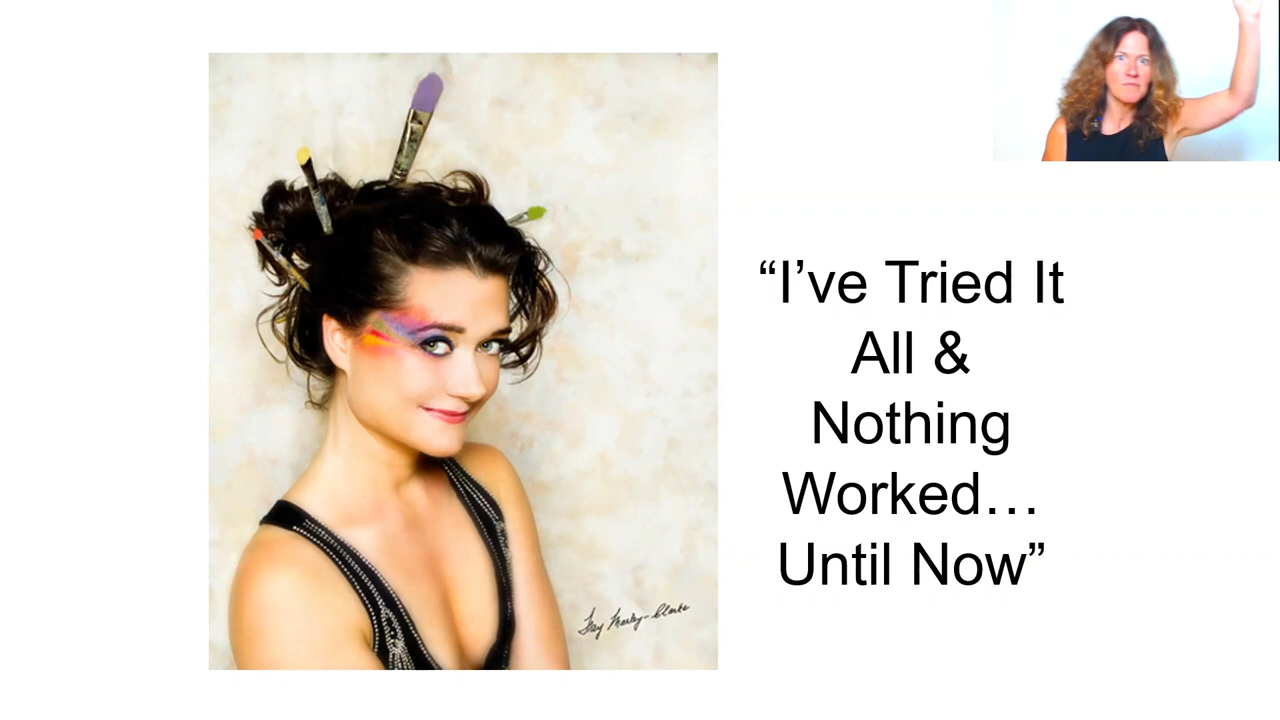 “I’ve Tried It
All &
Nothing
Worked…
Until Now”